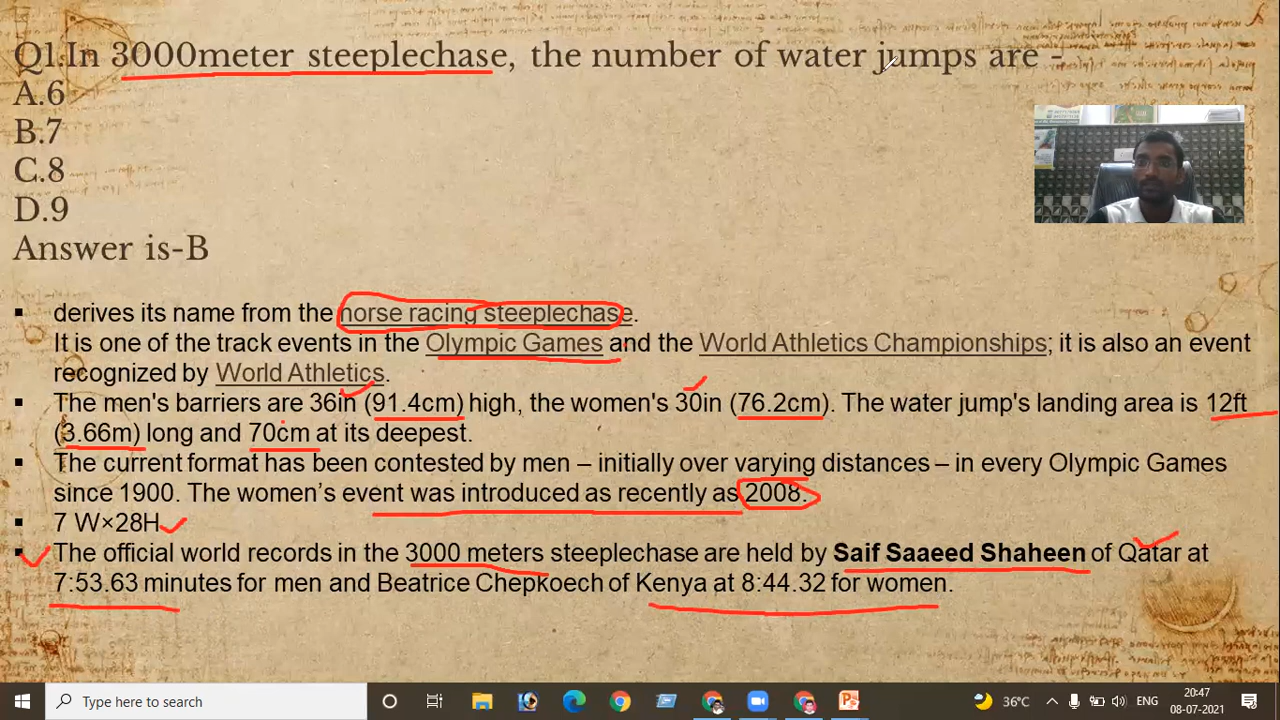 Q1.In 3000meter steeplechase, the number of water jumps are -
A.6
B.7
C.8
D.9
Answer is-B
▪ derives its name from the horse racing steeplechase.
It is one of the track events in the Olympic Games and the World Athletics Championships; it is also an event
recognized by World Athletics.
▪ The men's barriers are 36in (91.4cm) high, the women's 30in (76.2cm). The water jump's landing area is 12ft
(3.66m) long and 70cm at its deepest.
▪ The current format has been contested by men – initially over varying distances – in every Olympic Games
since 1900. The women’s event was introduced as recently as 2008.
▪ 7 W×28H
▪ The official world records in the 3000 meters steeplechase are held by Saif Saaeed Shaheen of Qatar at
7:53.63 minutes for men and Beatrice Chepkoech of Kenya at 8:44.32 for women.
Type here to search
36°C
ENG
20:47
08-07-2021